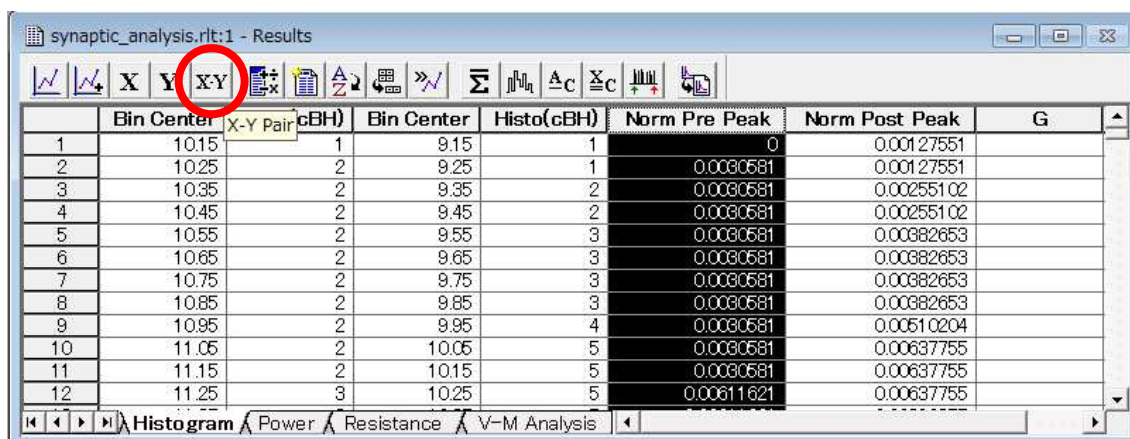 synaptic_analysis.rlt:1 - Results
X Y X-Y A Z Σ A C X C
Bin Center cBH) Bin Center Histo(cBH) Norm Pre Peak Norm Post Peak G
X-Y Pair
1 10.15 1 9.15 1 0 0.00127551
2 10.25 2 9.25 1 0.0030581 0.00127551
3 10.35 2 9.35 2 0.0030581 0.00255102
4 10.45 2 9.45 2 0.0030581 0.00255102
5 10.55 2 9.55 3 0.0030581 0.00382653
6 10.65 2 9.65 3 0.0030581 0.00382653
7 10.75 2 9.75 3 0.0030581 0.00382653
8 10.85 2 9.85 3 0.0030581 0.00382653
9 10.95 2 9.95 4 0.0030581 0.00510204
10 11.05 2 10.05 5 0.0030581 0.00637755
11 11.15 2 10.15 5 0.0030581 0.00637755
12 11.25 3 10.25 5 0.00611621 0.00637755
Histogram Power Resistance V-M Analysis